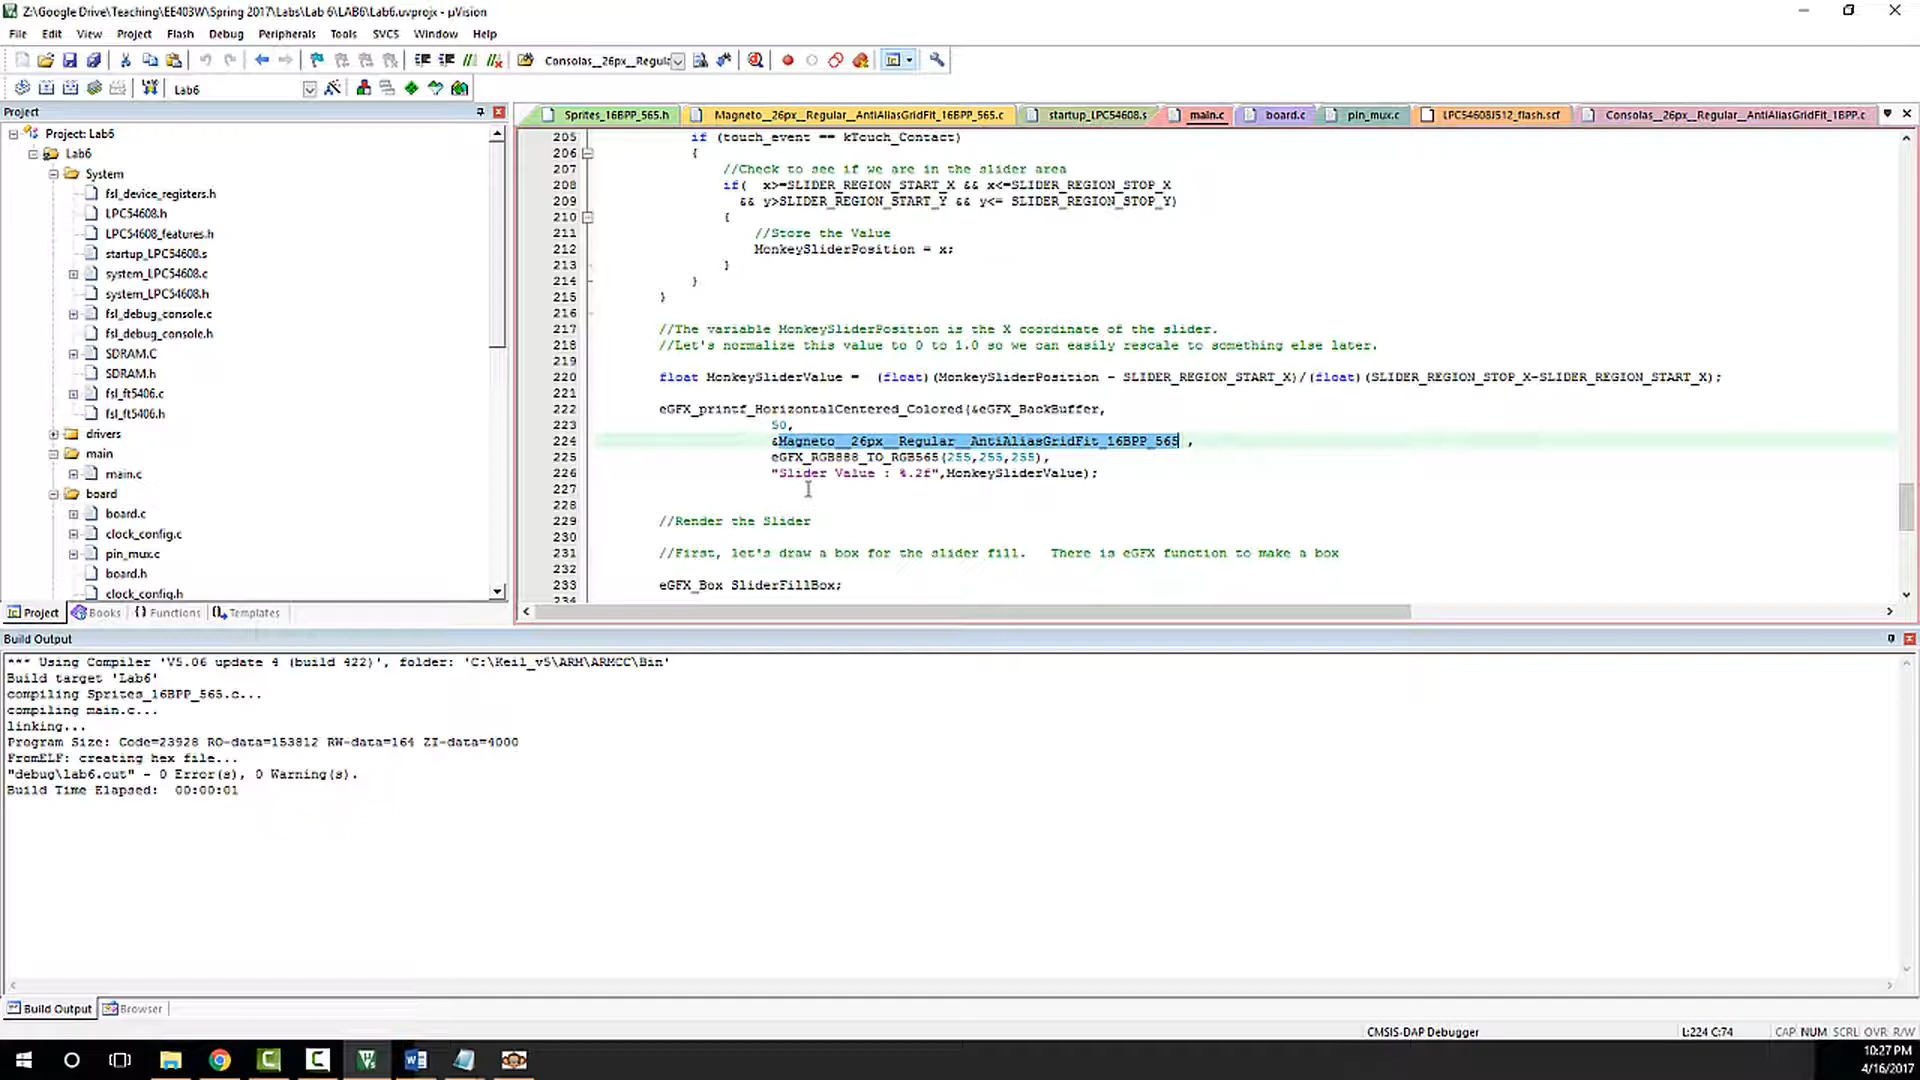 Z:\Google Drive\Teaching\EE403W\Spring 2017\Labs\Lab 6\LAB6\Lab6.uvprojx - µVision
File Edit View Project Flash Debug Peripherals Tools SVCS Window Help
Consolas__26px__Regula
Lab6
Project
Project: Lab6
Lab6
System
fsl_device_registers.h
LPC54608.h
LPC54608_features.h
startup_LPC54608.s
system_LPC54608.c
system_LPC54608.h
fsl_debug_console.c
fsl_debug_console.h
SDRAM.C
SDRAM.h
fsl_ft5406.c
fsl_ft5406.h
drivers
main
main.c
board
board.c
clock_config.c
pin_mux.c
board.h
clock_config.h
Project Books Functions Templates
Sprites_16BPP_565.h Magneto__26px__Regular__AntiAliasGridFit_16BPP_565.c startup_LPC54608.s main.c board.c pin_mux.c LPC54608J512_flash.scf Consolas__26px__Regular__AntiAliasGridFit_1BPP.c
205 if (touch_event == kTouch_Contact)
206 {
207 //Check to see if we are in the slider area
208 if( x>=SLIDER_REGION_START_X && x<=SLIDER_REGION_STOP_X
209 && y>SLIDER_REGION_START_Y && y<= SLIDER_REGION_STOP_Y)
210 {
211 //Store the Value
212 MonkeySliderPosition = x;
213 }
214 }
215 }
216
217 //The variable MonkeySliderPosition is the X coordinate of the slider.
218 //Let's normalize this value to 0 to 1.0 so we can easily rescale to something else later.
219
220 float MonkeySliderValue = (float)(MonkeySliderPosition - SLIDER_REGION_START_X)/(float)(SLIDER_REGION_STOP_X-SLIDER_REGION_START_X);
221
222 eGFX_printf_HorizontalCentered_Colored(&eGFX_BackBuffer,
223 50,
224 &Magneto__26px__Regular__AntiAliasGridFit_16BPP_565 ,
225 eGFX_RGB888_TO_RGB565(255,255,255),
226 "Slider Value : %.2f",MonkeySliderValue);
227
228
229 //Render the Slider
230
231 //First, let's draw a box for the slider fill. There is eGFX function to make a box
232
233 eGFX_Box SliderFillBox;
234
Build Output
*** Using Compiler 'V5.06 update 4 (build 422)', folder: 'C:\Keil_v5\ARM\ARMCC\Bin'
Build target 'Lab6'
compiling Sprites_16BPP_565.c...
compiling main.c...
linking...
Program Size: Code=23928 RO-data=153812 RW-data=164 ZI-data=4000
FromELF: creating hex file...
"debug\lab6.out" - 0 Error(s), 0 Warning(s).
Build Time Elapsed: 00:00:01
Build Output Browser
CMSIS-DAP Debugger L:224 C:74 CAP NUM SCRL OVR R/W
10:27 PM
4/16/2017